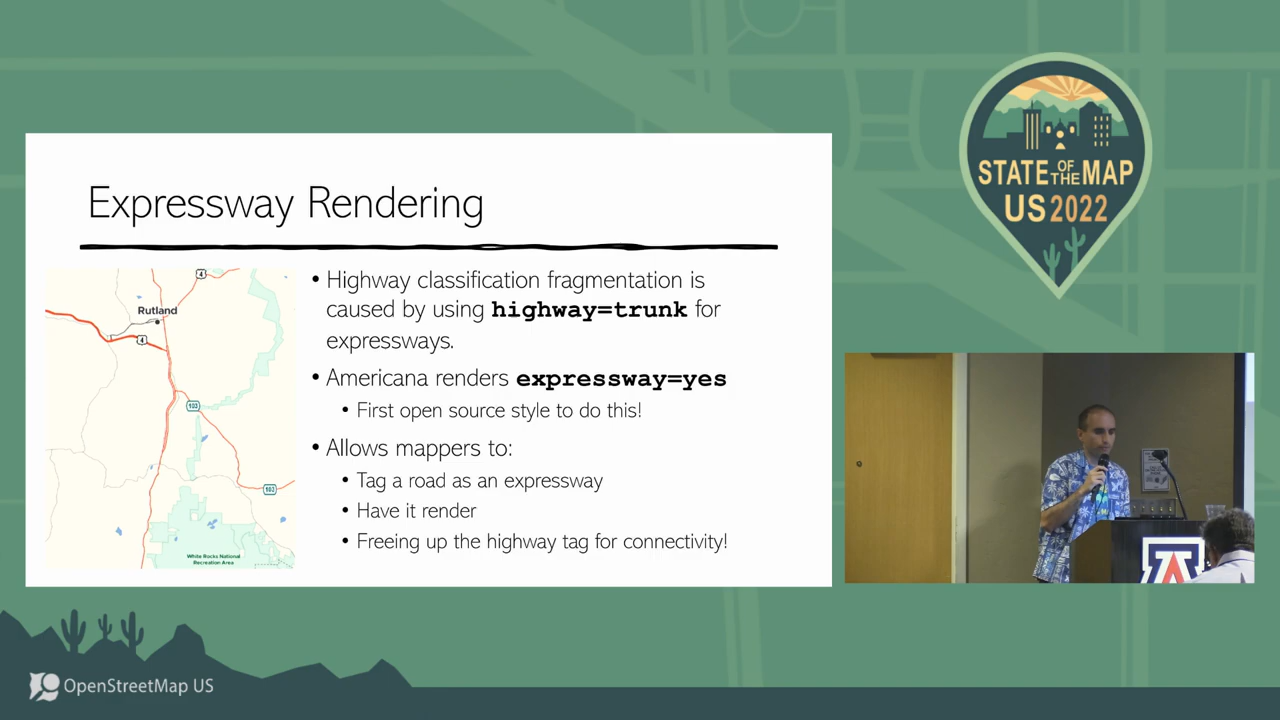 Expressway Rendering
• Highway classification fragmentation is
caused by using highway=trunk for
expressways.
• Americana renders expressway=yes
• First open source style to do this!
• Allows mappers to:
• Tag a road as an expressway
• Have it render
• Freeing up the highway tag for connectivity!
4
Rutland
4
103
103
White Rocks National
Recreation Area
STATE OF THE MAP
US 2022
A
OpenStreetMap US